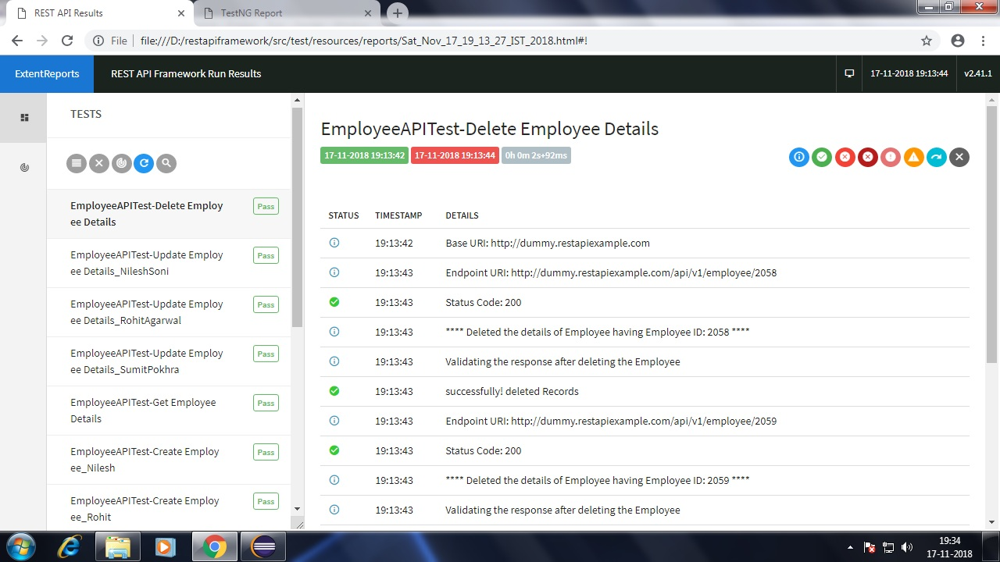 REST API Results
TestNG Report
File
file:///D:/restapiframework/src/test/resources/reports/Sat_Nov_17_19_13_27_IST_2018.html#!
ExtentReports
REST API Framework Run Results
17-11-2018 19:13:44
v2.41.1
TESTS
EmployeeAPITest-Delete Employ
ee Details
Pass
EmployeeAPITest-Update Employ
ee Details_NileshSoni
Pass
EmployeeAPITest-Update Employ
ee Details_RohitAgarwal
Pass
EmployeeAPITest-Update Employ
ee Details_SumitPokhra
Pass
EmployeeAPITest-Get Employee
Details
Pass
EmployeeAPITest-Create Employ
ee_Nilesh
Pass
EmployeeAPITest-Create Employ
ee_Rohit
Pass
EmployeeAPITest-Delete Employee Details
17-11-2018 19:13:42 17-11-2018 19:13:44 0h 0m 2s+92ms
STATUS TIMESTAMP DETAILS
19:13:42 Base URI: http://dummy.restapiexample.com
19:13:43 Endpoint URI: http://dummy.restapiexample.com/api/v1/employee/2058
19:13:43 Status Code: 200
19:13:43 **** Deleted the details of Employee having Employee ID: 2058 ****
19:13:43 Validating the response after deleting the Employee
19:13:43 successfully! deleted Records
19:13:43 Endpoint URI: http://dummy.restapiexample.com/api/v1/employee/2059
19:13:43 Status Code: 200
19:13:43 **** Deleted the details of Employee having Employee ID: 2059 ****
19:13:43 Validating the response after deleting the Employee
19:34
17-11-2018